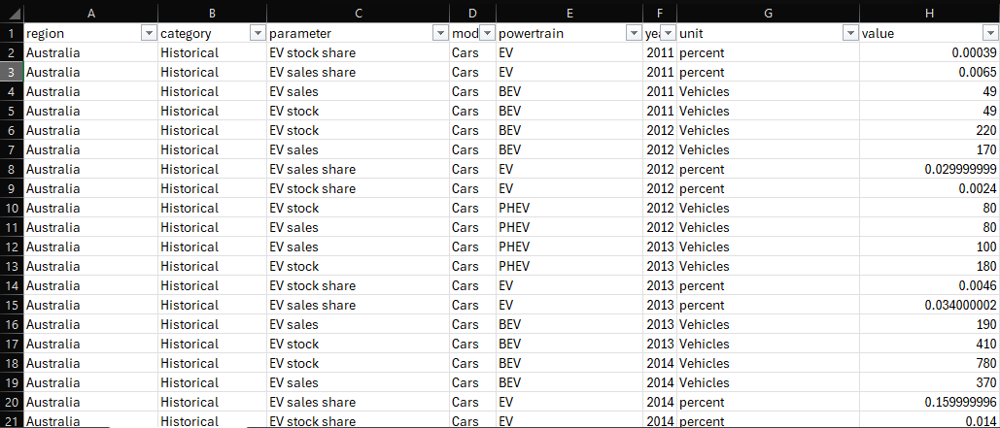 A B C D E F G H
1 region category parameter mod powertrain yea unit value
2 Australia Historical EV stock share Cars EV 2011 percent 0.00039
3 Australia Historical EV sales share Cars EV 2011 percent 0.0065
4 Australia Historical EV sales Cars BEV 2011 Vehicles 49
5 Australia Historical EV stock Cars BEV 2011 Vehicles 49
6 Australia Historical EV stock Cars BEV 2012 Vehicles 220
7 Australia Historical EV sales Cars BEV 2012 Vehicles 170
8 Australia Historical EV sales share Cars EV 2012 percent 0.029999999
9 Australia Historical EV stock share Cars EV 2012 percent 0.0024
10 Australia Historical EV stock Cars PHEV 2012 Vehicles 80
11 Australia Historical EV sales Cars PHEV 2012 Vehicles 80
12 Australia Historical EV sales Cars PHEV 2013 Vehicles 100
13 Australia Historical EV stock Cars PHEV 2013 Vehicles 180
14 Australia Historical EV stock share Cars EV 2013 percent 0.0046
15 Australia Historical EV sales share Cars EV 2013 percent 0.034000002
16 Australia Historical EV sales Cars BEV 2013 Vehicles 190
17 Australia Historical EV stock Cars BEV 2013 Vehicles 410
18 Australia Historical EV stock Cars BEV 2014 Vehicles 780
19 Australia Historical EV sales Cars BEV 2014 Vehicles 370
20 Australia Historical EV sales share Cars EV 2014 percent 0.159999996
21 Australia Historical EV stock share Cars EV 2014 percent 0.014